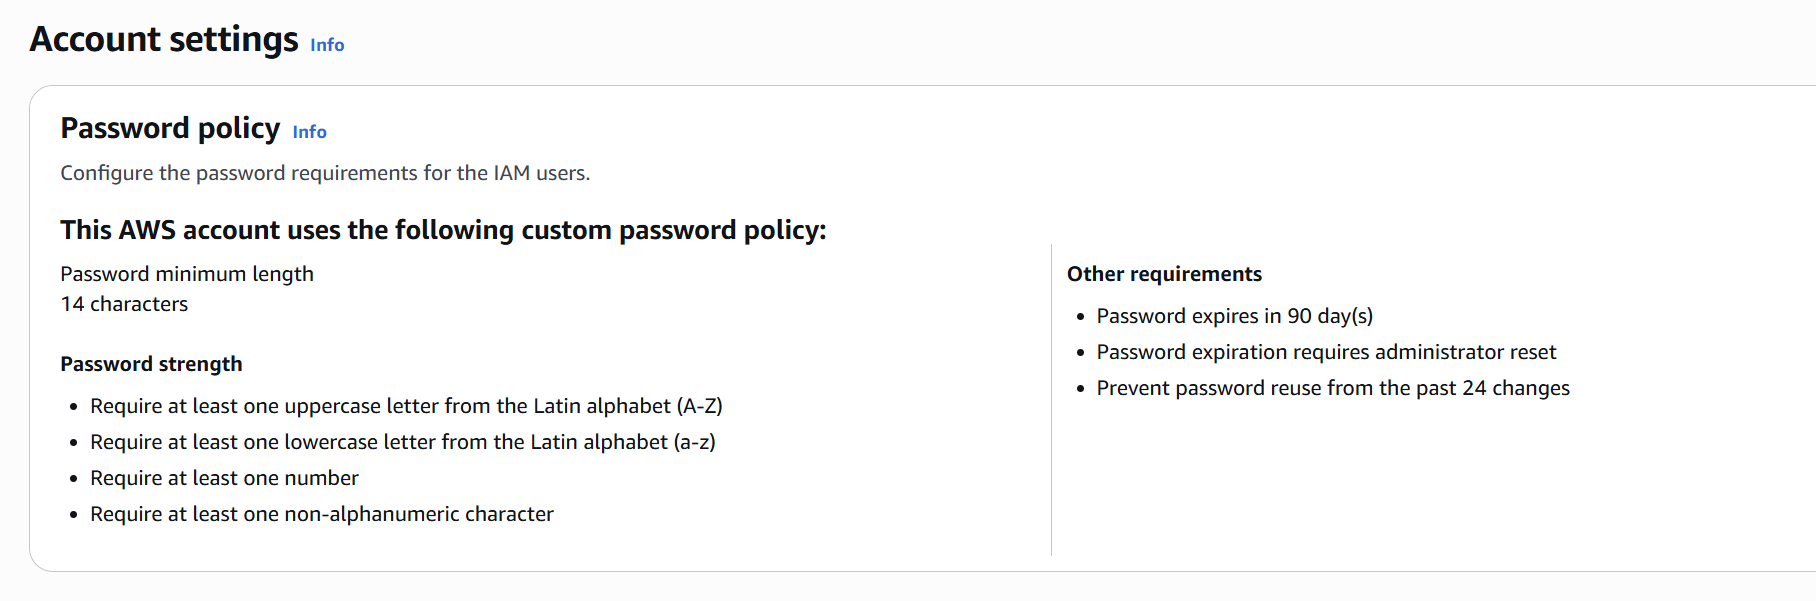 Account settings Info
Password policy Info
Configure the password requirements for the IAM users.
This AWS account uses the following custom password policy:
Password minimum length
14 characters
Password strength
Require at least one uppercase letter from the Latin alphabet (A-Z)
Require at least one lowercase letter from the Latin alphabet (a-z)
Require at least one number
Require at least one non-alphanumeric character
Other requirements
Password expires in 90 day(s)
Password expiration requires administrator reset
Prevent password reuse from the past 24 changes